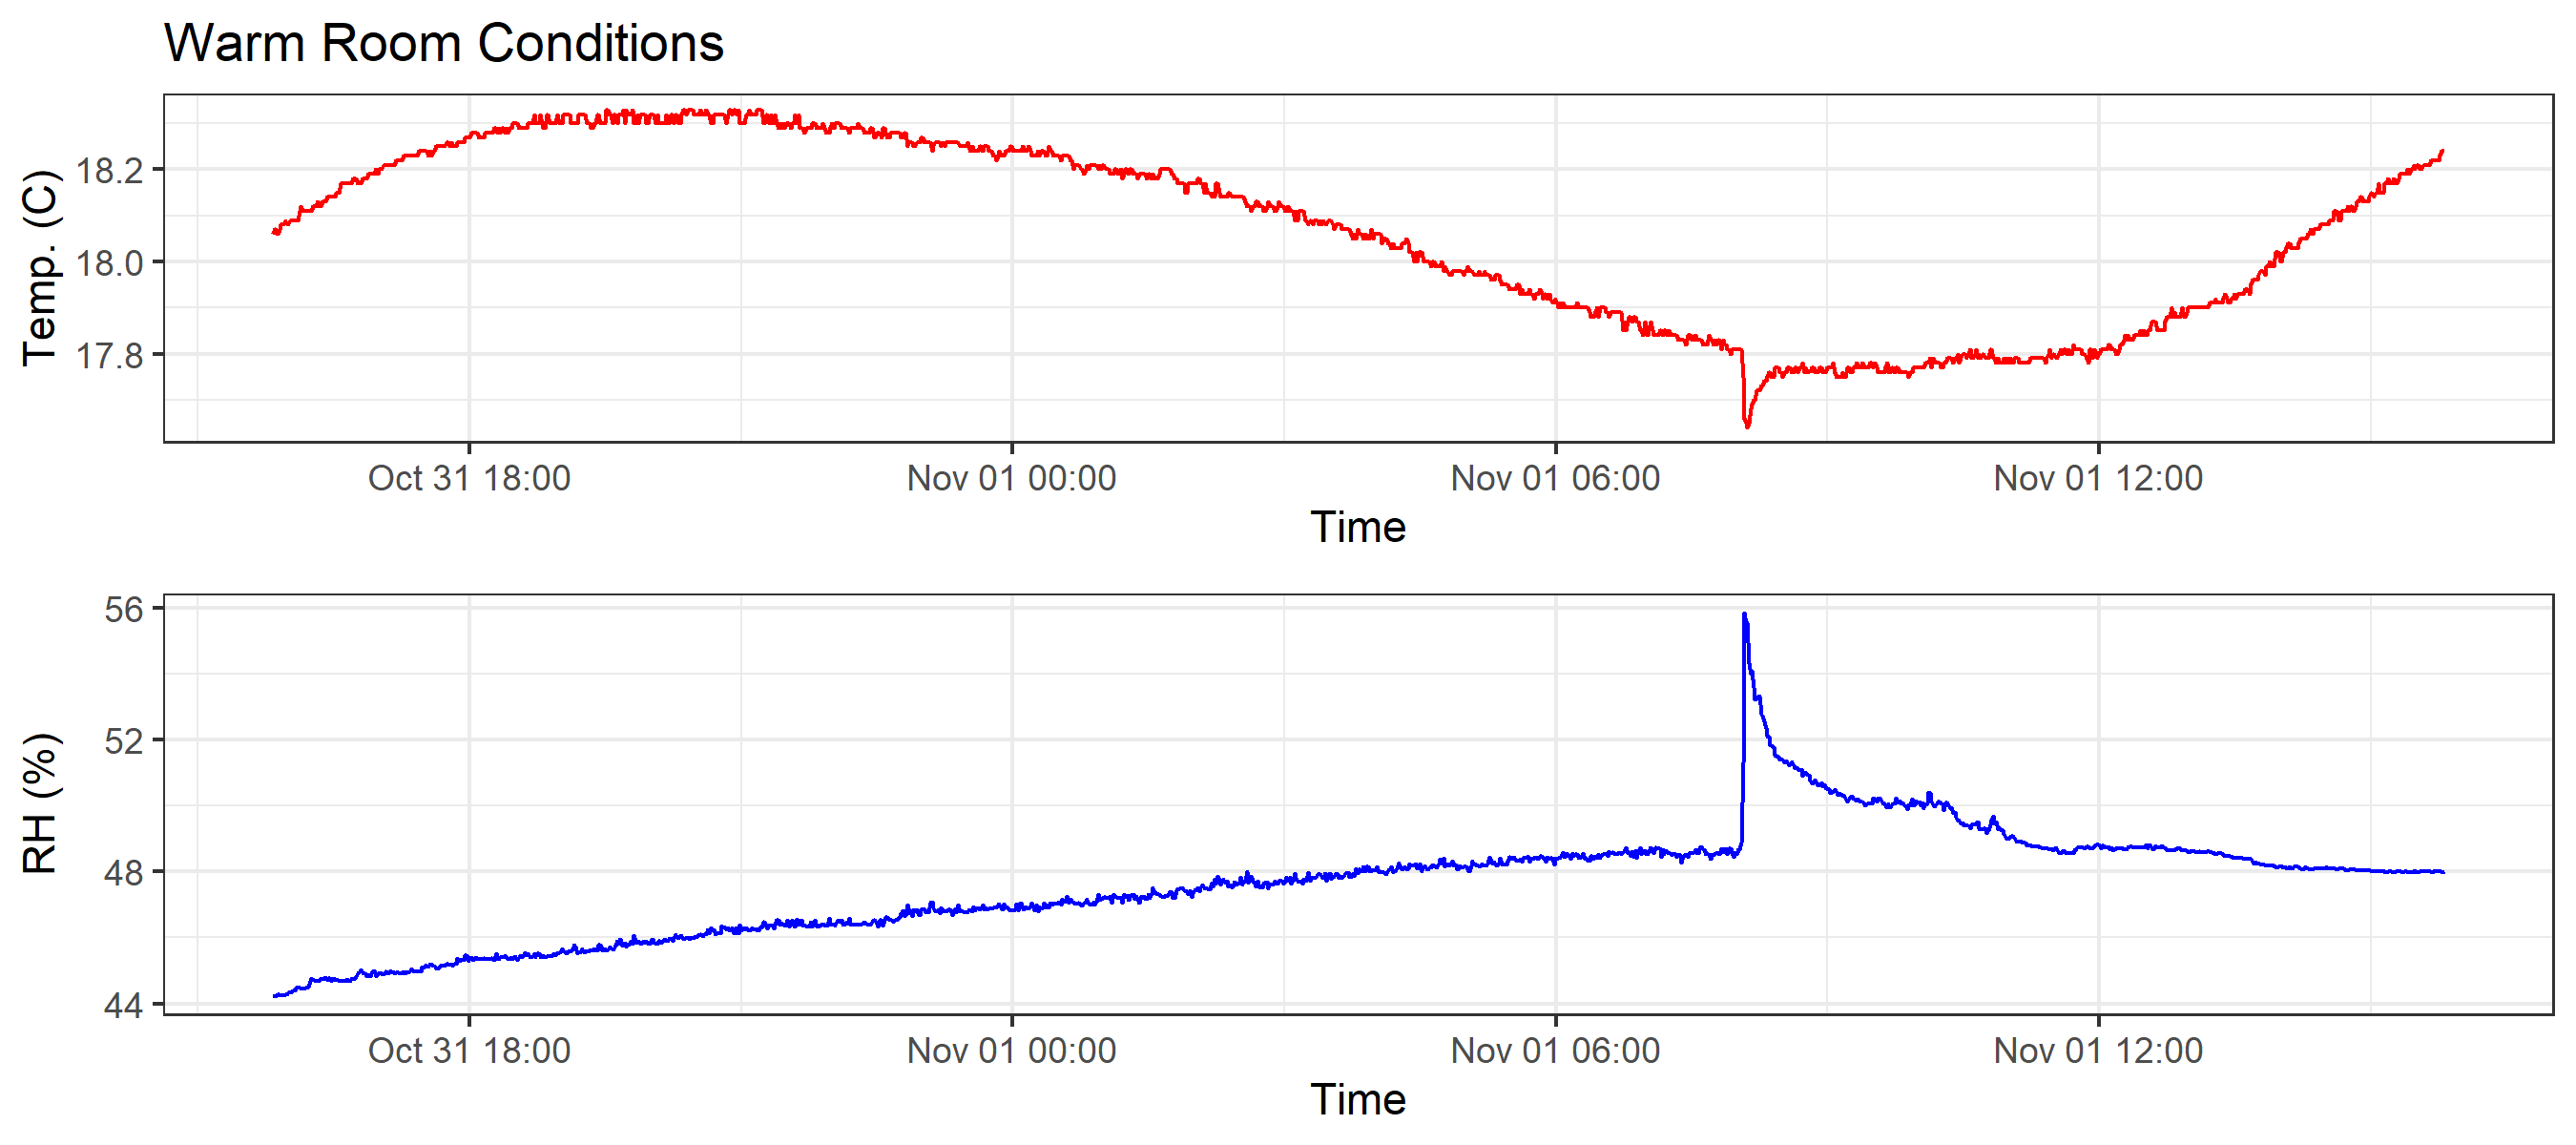 Warm Room Conditions
Temp. (C)
18.2
18.0
17.8
Oct 31 18:00 Nov 01 00:00 Nov 01 06:00 Nov 01 12:00
Time
RH (%)
56
52
48
44
Oct 31 18:00 Nov 01 00:00 Nov 01 06:00 Nov 01 12:00
Time